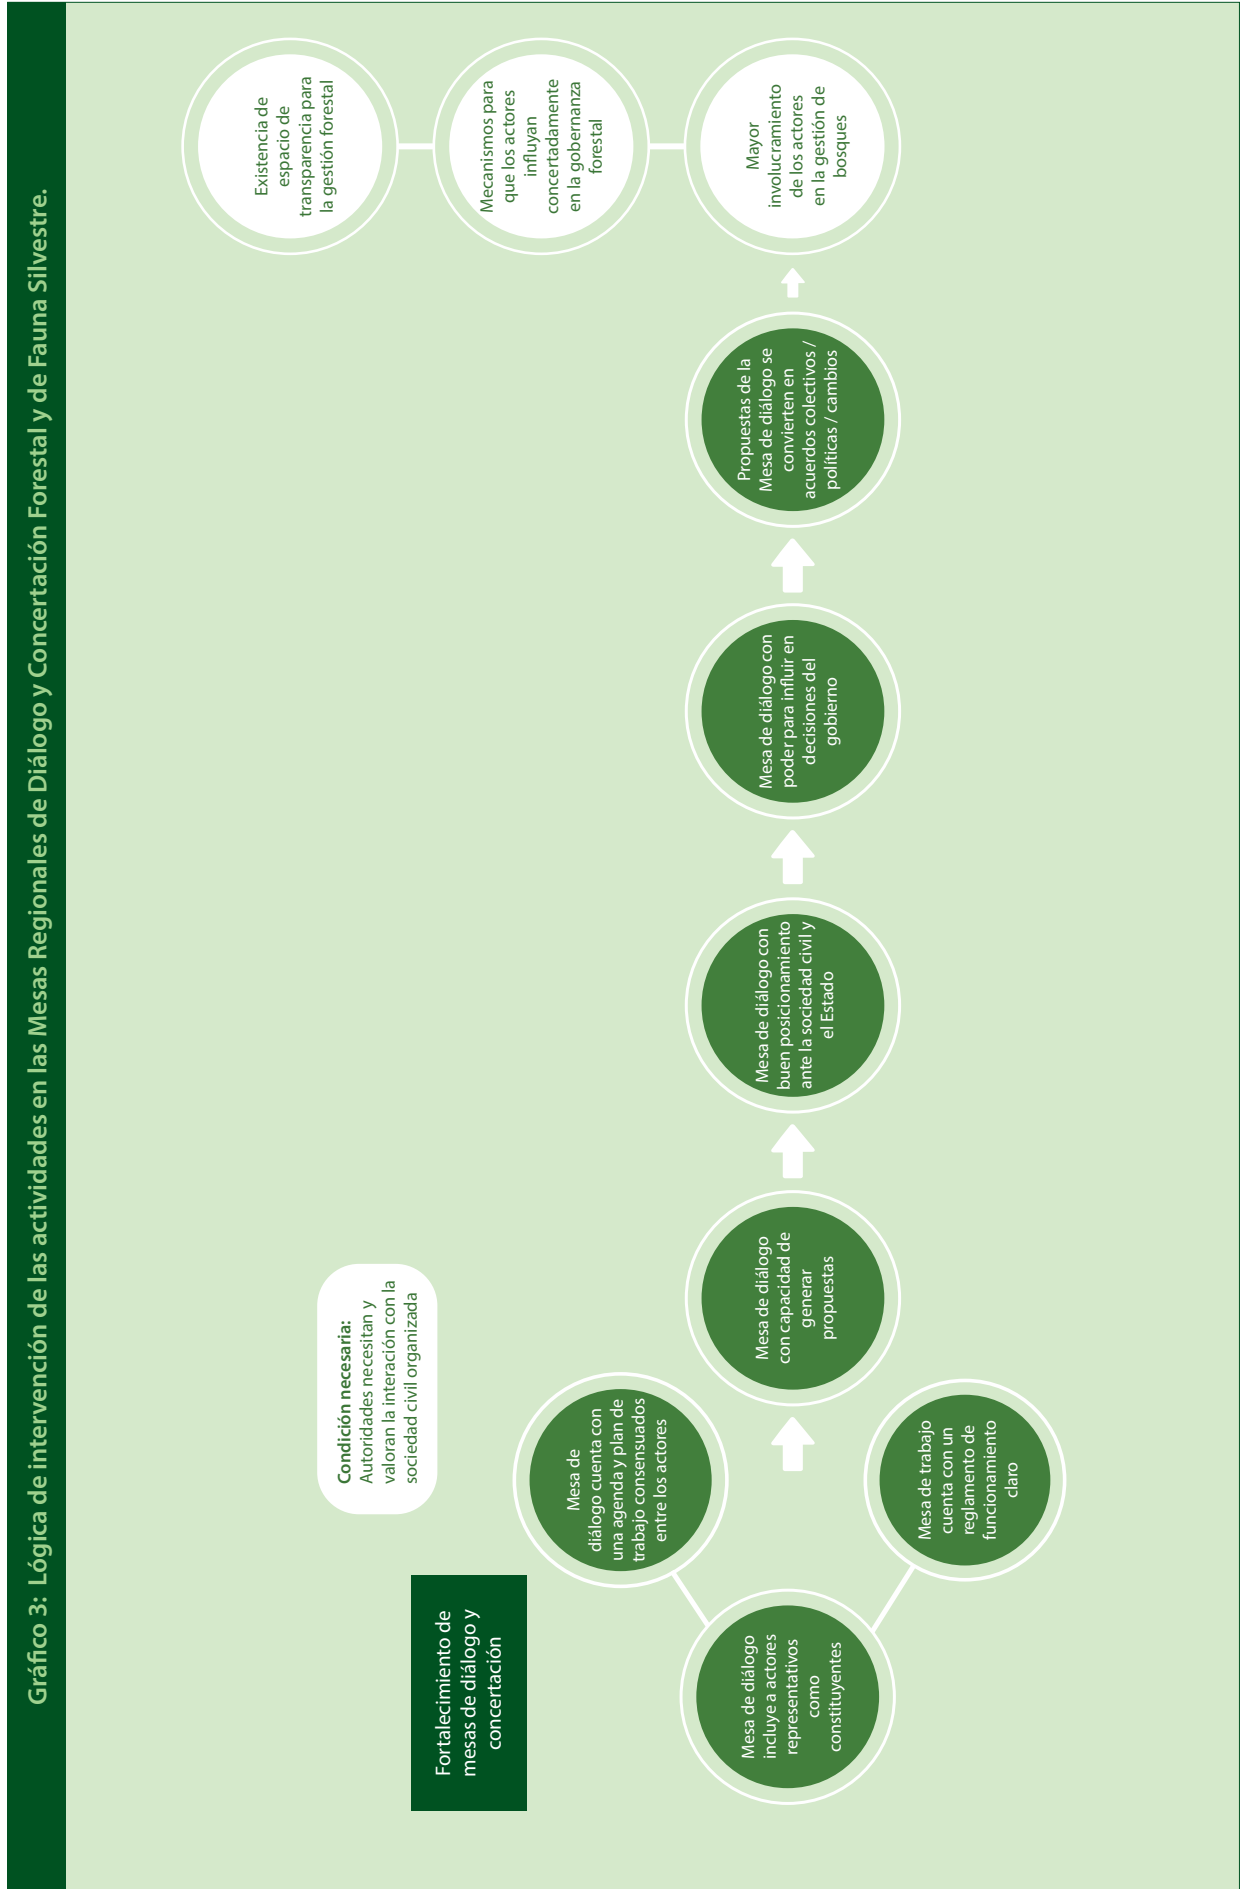 Gráfico 3: Lógica de intervención de las actividades en las Mesas Regionales de Diálogo y Concertación Forestal y de Fauna Silvestre.
Fortalecimiento de
mesas de diálogo y
concertación
Condición necesaria:
Autoridades necesitan y
valoran la interación con la
sociedad civil organizada
Mesa de diálogo
incluye a actores
representativos
como
constituyentes
Mesa de
diálogo cuenta con
una agenda y plan de
trabajo consensuados
entre los actores
Mesa de trabajo
cuenta con un
reglamento de
funcionamiento
claro
Mesa de diálogo
con capacidad de
generar
propuestas
Mesa de diálogo con
buen posicionamiento
ante la sociedad civil y
el Estado
Mesa de diálogo con
poder para influir en
decisiones del
gobierno
Propuestas de la
Mesa de diálogo se
convierten en
acuerdos colectivos /
políticas / cambios
Existencia de
espacio de
transparencia para
la gestión forestal
Mecanismos para
que los actores
influyan
concertadamente
en la gobernanza
forestal
Mayor
involucramiento
de los actores
en la gestión de
bosques